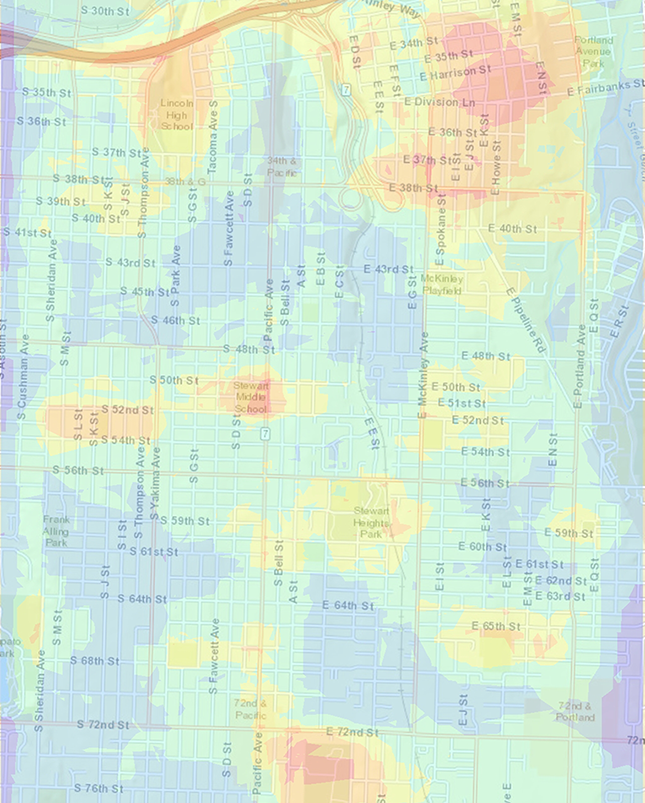 S 30th St
Kinley Way
E M St
E D St
E 34th St
Portland
Avenue
Park
E 35th St
E F St
E Harrison St
E N St
7
E E St
E Fairbanks St
S 35th St
Lincoln
High
School
E Division Ln
S 36th St
Tacoma Ave S
E 36th St
E K St
S 37th St
34th &
Pacific
E 37th St
E I St
E J St
E Howe St
S 38th St
38th & G
E 38th St
S K St
S J St
S Thompson Ave
S G St
S D St
S 39th St
S 40th St
S Fawcett Ave
E Spokane St
E 40th St
S 41st St
S Sheridan Ave
S 43rd St
S Park Ave
A St
E B St
E C St
E 43rd St
McKinley
Playfield
E G St
S 45th St
S Bell St
Pacific Ave
E Pipeline Rd
E Q St
E R St
S 46th St
S M St
S Cushman Ave
S 48th St
E McKinley Ave
E 48th St
E Portland Ave
S 50th St
Stewart
Middle
School
E 50th St
E 51st St
S 52nd St
E 52nd St
S L St
S K St
S D St
7
E E St
S 54th St
E 54th St
E N St
S 56th St
S G St
E 56th St
S Thompson Ave
S Yakima Ave
Frank
Alling
Park
S I St
S 59th St
Stewart
Heights
Park
E K St
E 59th St
S 61st St
E 60th St
S J St
S Bell St
A St
E I St
E L St
E 61st St
E M St
E 62nd St
E Q St
E 63rd St
S 64th St
E 64th St
S M St
E 65th St
S Fawcett Ave
S 68th St
S Sheridan Ave
72nd &
Pacific
E J St
72nd &
Portland
S 72nd St
E 72nd St
72n
S D St
Pacific Ave
S 76th St